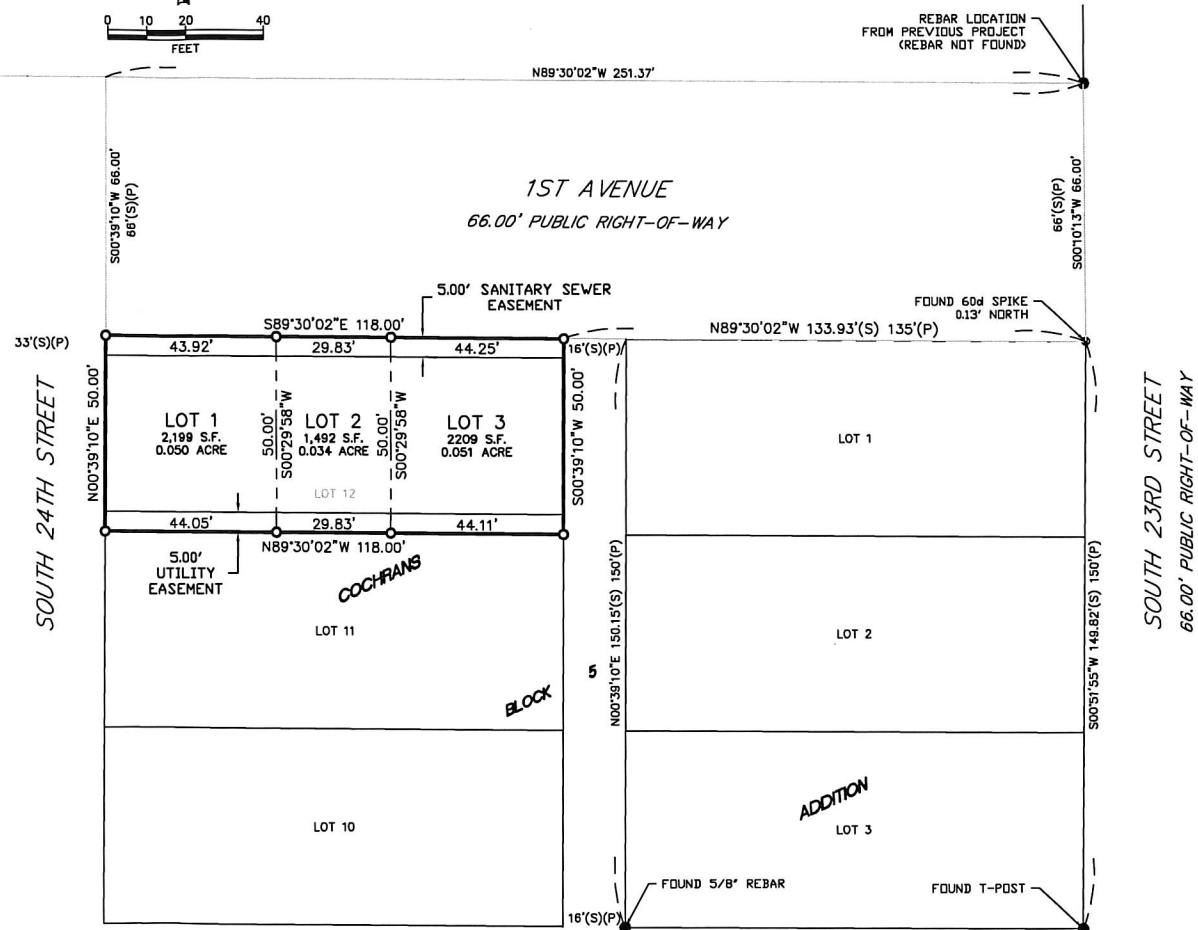 0 10 20 40
FEET
REBAR LOCATION
FROM PREVIOUS PROJECT
(REBAR NOT FOUND)
N89°30'02"W 251.37'
S00°39'10"W 66.00'
66'(S)(P)
1ST AVENUE
66.00' PUBLIC RIGHT-OF-WAY
66'(S)(P)
S00°10'13"W 66.00'
5.00' SANITARY SEWER
EASEMENT
FOUND 60d SPIKE
0.13' NORTH
S89°30'02"E 118.00'
N89°30'02"W 133.93'(S) 135'(P)
33'(S)(P)
43.92'
29.83'
44.25'
16'(S)(P)
SOUTH 24TH STREET
N00°39'10"E 50.00'
LOT 1
2,199 S.F.
0.050 ACRE
50.00'
S00°29'58"W
LOT 2
1,492 S.F.
0.034 ACRE
50.00'
S00°29'58"W
LOT 3
2209 S.F.
0.051 ACRE
S00°39'10"W 50.00'
LOT 12
LOT 1
SOUTH 23RD STREET
66.00' PUBLIC RIGHT-OF-WAY
44.05'
29.83'
44.11'
N89°30'02"W 118.00'
5.00'
UTILITY
EASEMENT
COCHRANS
LOT 11
LOT 2
N00°39'10"E 150.15'(S) 150'(P)
S00°51'55"W 149.82'(S) 150'(P)
5
BLOCK
ADDITION
LOT 10
LOT 3
FOUND 5/8" REBAR
FOUND T-POST
16'(S)(P)